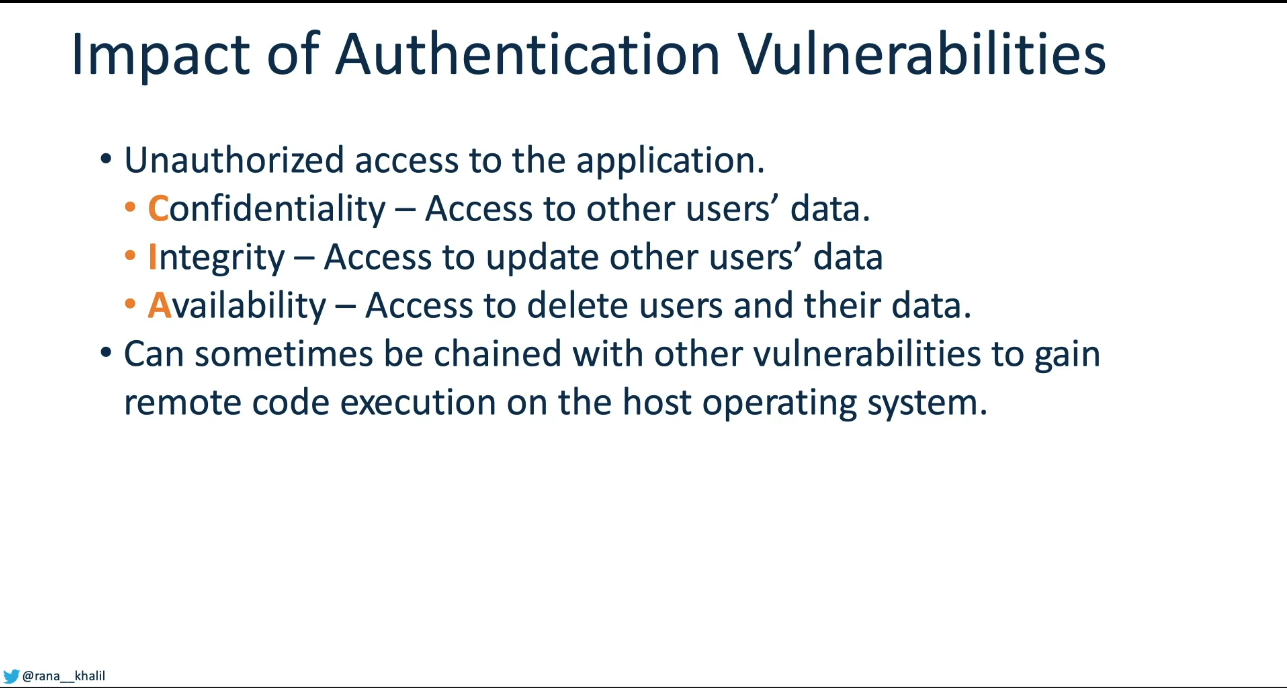 Impact of Authentication Vulnerabilities
• Unauthorized access to the application.
• Confidentiality – Access to other users’ data.
• Integrity – Access to update other users’ data
• Availability – Access to delete users and their data.
• Can sometimes be chained with other vulnerabilities to gain
remote code execution on the host operating system.
@rana__khalil